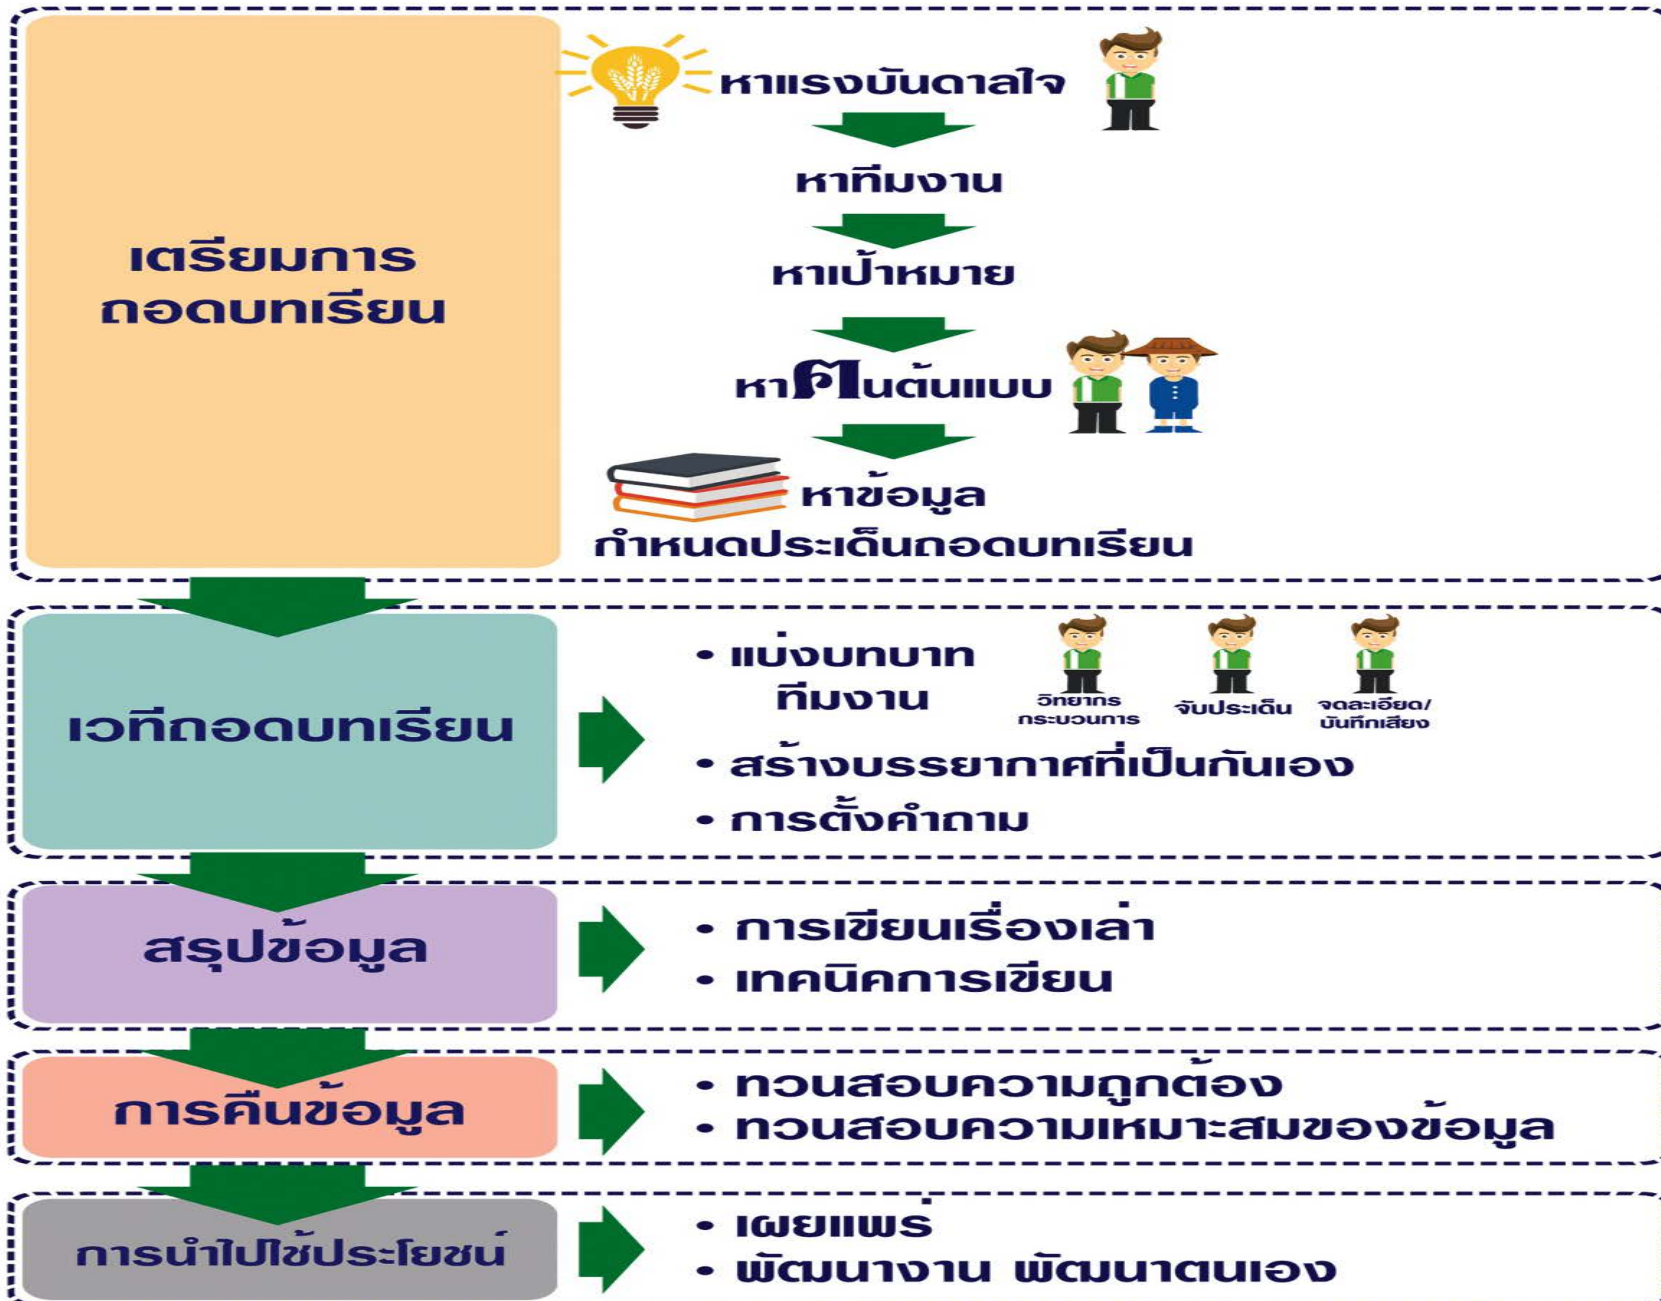 หาแรงบันดาลใจ
หาทีมงาน
หาเป้าหมาย
หาฅนต้นแบบ
หาข้อมูล
กำหนดประเด็นถอดบทเรียน
เตรียมการ
ถอดบทเรียน
เวทีถอดบทเรียน
• แบ่งบทบาท
ทีมงาน
วิทยากร
กระบวนการ
จับประเด็น
จดละเอียด/
บันทึกเสียง
• สร้างบรรยากาศที่เป็นกันเอง
• การตั้งคำถาม
สรุปข้อมูล
• การเขียนเรื่องเล่า
• เทคนิคการเขียน
การคืนข้อมูล
• ทวนสอบความถูกต้อง
• ทวนสอบความเหมาะสมของข้อมูล
การนำไปใช้ประโยชน์
• เผยแพร่
• พัฒนางาน พัฒนาตนเอง